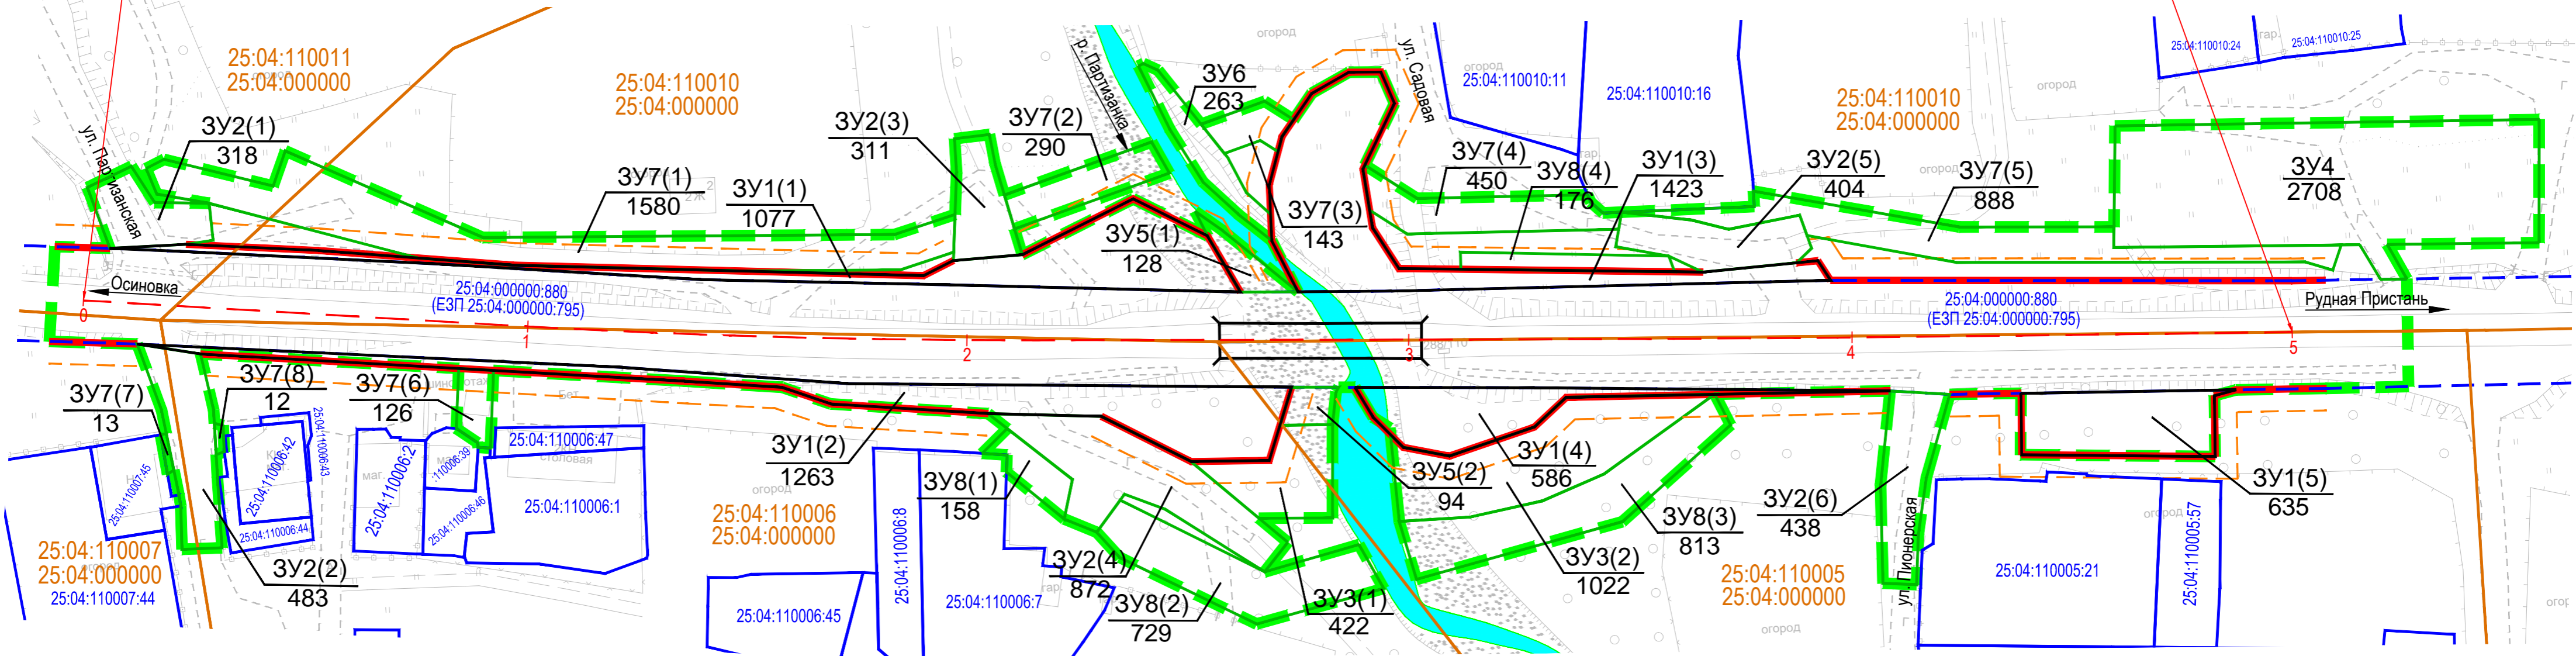 25:04:110011
25:04:000000
25:04:110010
25:04:000000
25:04:110010
25:04:000000
25:04:110010:24
гар.
25:04:110010:25
огород
огород
огород
огород
25:04:110010:11
25:04:110010:16
гар.
ул. Партизанская
р. Партизанка
ул. Садовая
ЗУ2(1)
318
ЗУ7(1)
1580
ЗУ1(1)
1077
ЗУ2(3)
311
ЗУ7(2)
290
ЗУ6
263
ЗУ5(1)
128
ЗУ7(3)
143
ЗУ7(4)
450
ЗУ8(4)
176
ЗУ1(3)
1423
ЗУ2(5)
404
ЗУ7(5)
888
ЗУ4
2708
Осиновка
25:04:000000:880
(ЕЗП 25:04:000000:795)
25:04:000000:880
(ЕЗП 25:04:000000:795)
Рудная Пристань
0
1
2
3
4
5
ЗУ7(7)
13
ЗУ7(8)
12
ЗУ7(6)
126
ЗУ1(2)
1263
ЗУ8(1)
158
ЗУ2(4)
872
ЗУ8(2)
729
ЗУ3(1)
422
ЗУ5(2)
94
ЗУ1(4)
586
ЗУ3(2)
1022
ЗУ8(3)
813
ЗУ2(6)
438
ЗУ1(5)
635
ЗУ2(2)
483
25:04:110007:45
25:04:110006:42
25:04:110006:43
25:04:110006:44
25:04:110006:2
:110006:39
25:04:110006:46
25:04:110006:47
столовая
маг.
Бет.
25:04:110006:1
25:04:110007
25:04:000000
25:04:110007:44
огород
25:04:110006
25:04:000000
25:04:110006:45
25:04:110006:8
25:04:110006:7
гар.
25:04:110005
25:04:000000
огород
ул. Пионерская
25:04:110005:21
огород
25:04:110005:57